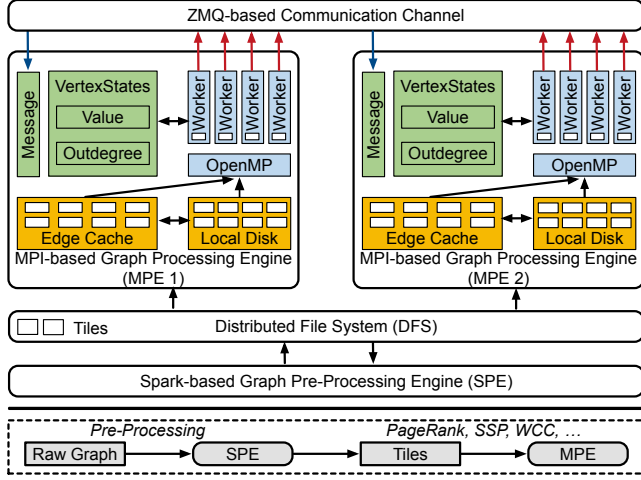 ZMQ-based Communication Channel
Message
VertexStates
Value
Outdegree
Worker
Worker
Worker
Worker
OpenMP
Edge Cache
Local Disk
MPI-based Graph Processing Engine
(MPE 1)
Message
VertexStates
Value
Outdegree
Worker
Worker
Worker
Worker
OpenMP
Edge Cache
Local Disk
MPI-based Graph Processing Engine
(MPE 2)
Tiles
Distributed File System (DFS)
Spark-based Graph Pre-Processing Engine (SPE)
Pre-Processing
PageRank, SSP, WCC, …
Raw Graph
SPE
Tiles
MPE